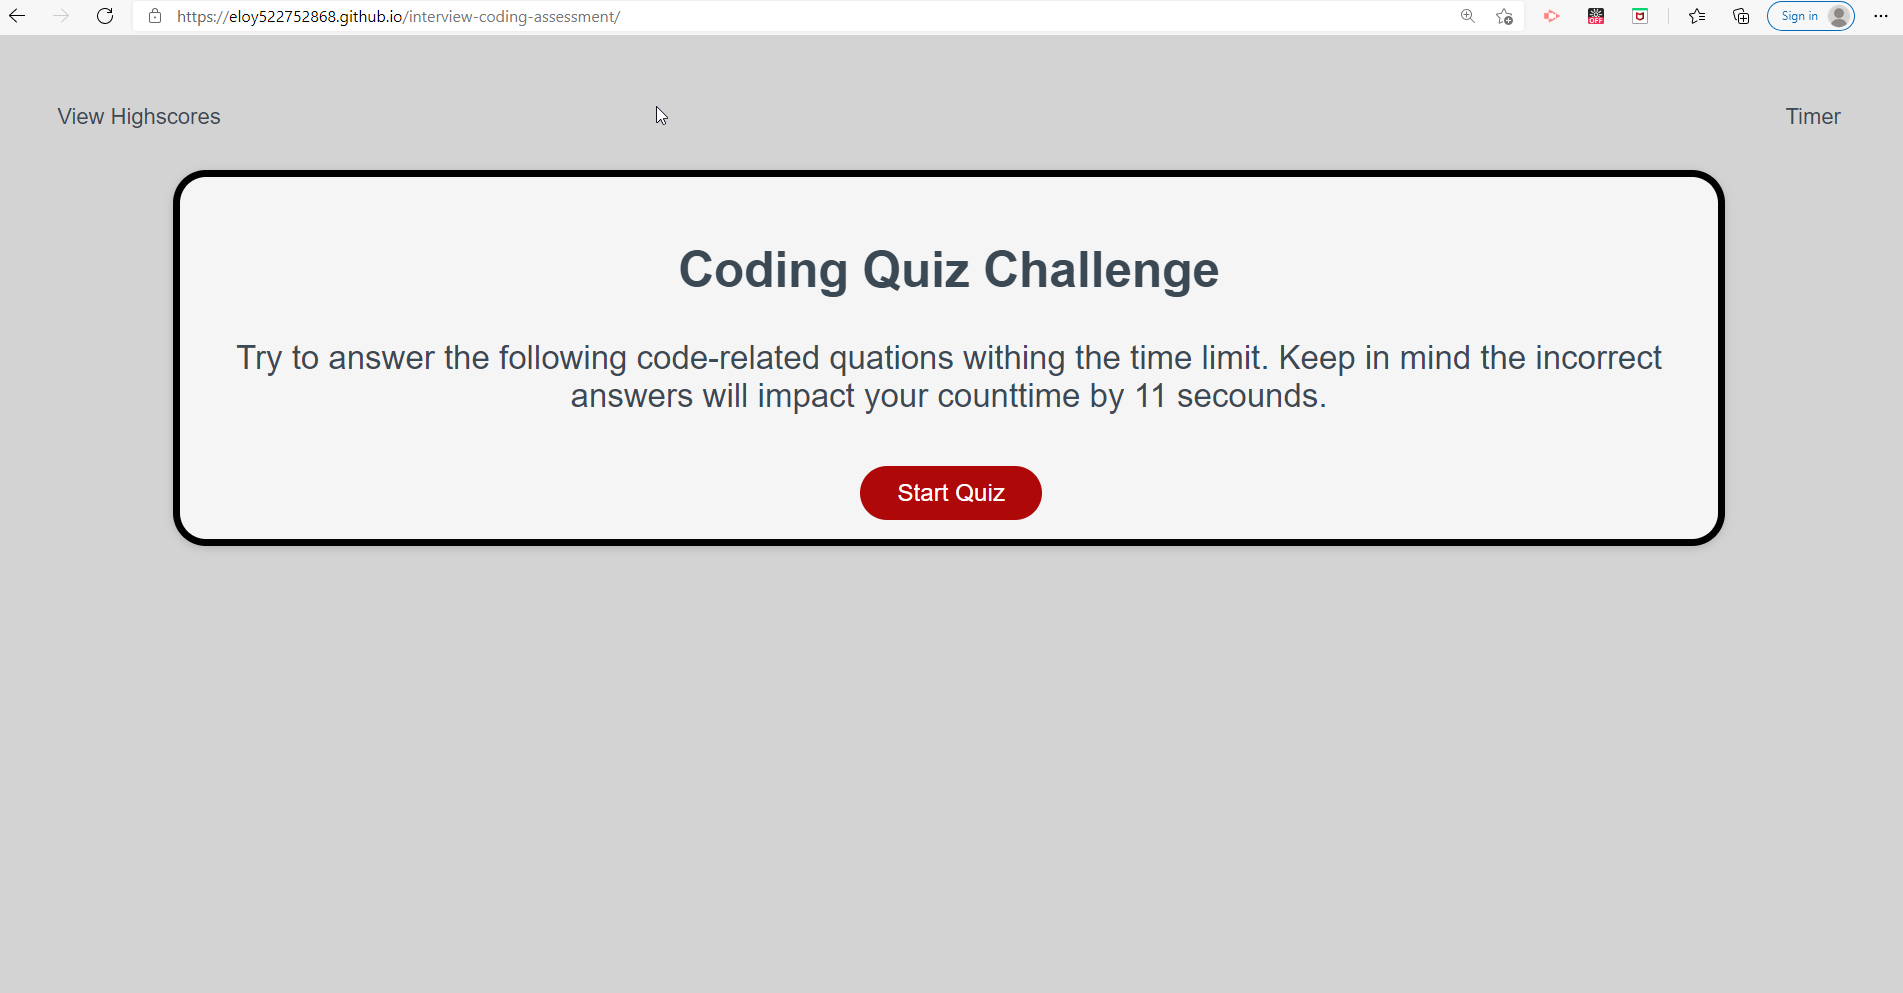 https://eloy522752868.github.io/interview-coding-assessment/
OFF
Sign in
View Highscores
Timer
Coding Quiz Challenge
Try to answer the following code-related quations withing the time limit. Keep in mind the incorrect
answers will impact your counttime by 11 secounds.
Start Quiz